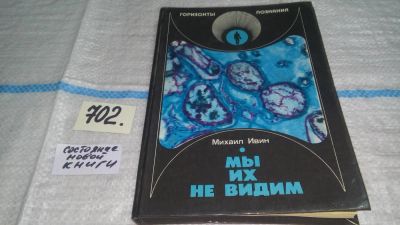 ГОРИЗОНТЫ ПОЗНАНИЯ
Михаил Ивин
МЫ
ИХ
НЕ ВИДИМ
702.
состояние
новой
книги